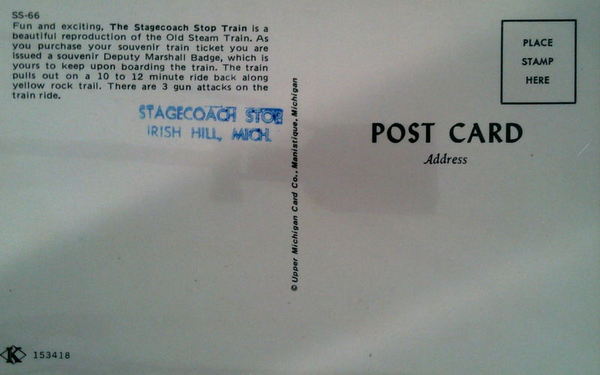 SS-66
Fun and exciting, The Stagecoach Stop Train is a
beautiful reproduction of the Old Steam Train. As
you purchase your souvenir train ticket you are
issued a souvenir Deputy Marshall Badge, which is
yours to keep upon boarding the train. The train
pulls out on a 10 to 12 minute ride back along
yellow rock trail. There are 3 gun attacks on the
train ride.
STAGECOACH STOP
IRISH HILL, MICH.
© Upper Michigan Card Co., Manistique, Michigan
PLACE
STAMP
HERE
POST CARD
Address
K 153418